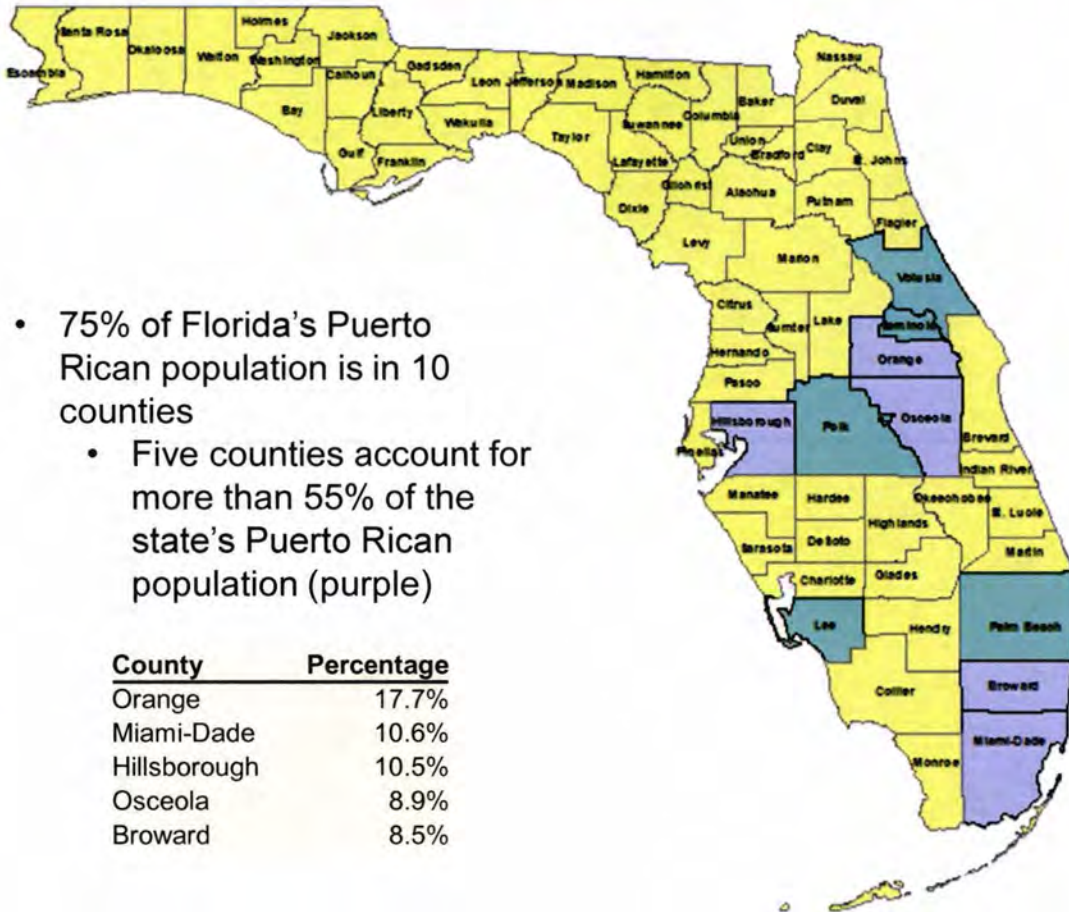 Holmes
Santa Rosa
Okaloosa
Walton
Jackson
Washington
Escambia
Calhoun
Gadsden
Leon
Jefferson
Madison
Hamilton
Nassau
Bay
Liberty
Wakulla
Taylor
Suwannee
Columbia
Baker
Duval
Gulf
Franklin
Lafayette
Union
Bradford
Clay
St. Johns
Dixie
Gilchrist
Alachua
Putnam
Flagler
Levy
Marion
Volusia
Citrus
Sumter
Lake
Seminole
Hernando
Orange
Pasco
Hillsborough
Polk
Osceola
Brevard
Pinellas
Indian River
Manatee
Hardee
Okeechobee
Highlands
St. Lucie
Sarasota
DeSoto
Martin
Charlotte
Glades
Lee
Hendry
Palm Beach
Collier
Broward
Monroe
Miami-Dade
• 75% of Florida's Puerto
Rican population is in 10
counties
• Five counties account for
more than 55% of the
state's Puerto Rican
population (purple)
County Percentage
Orange 17.7%
Miami-Dade 10.6%
Hillsborough 10.5%
Osceola 8.9%
Broward 8.5%